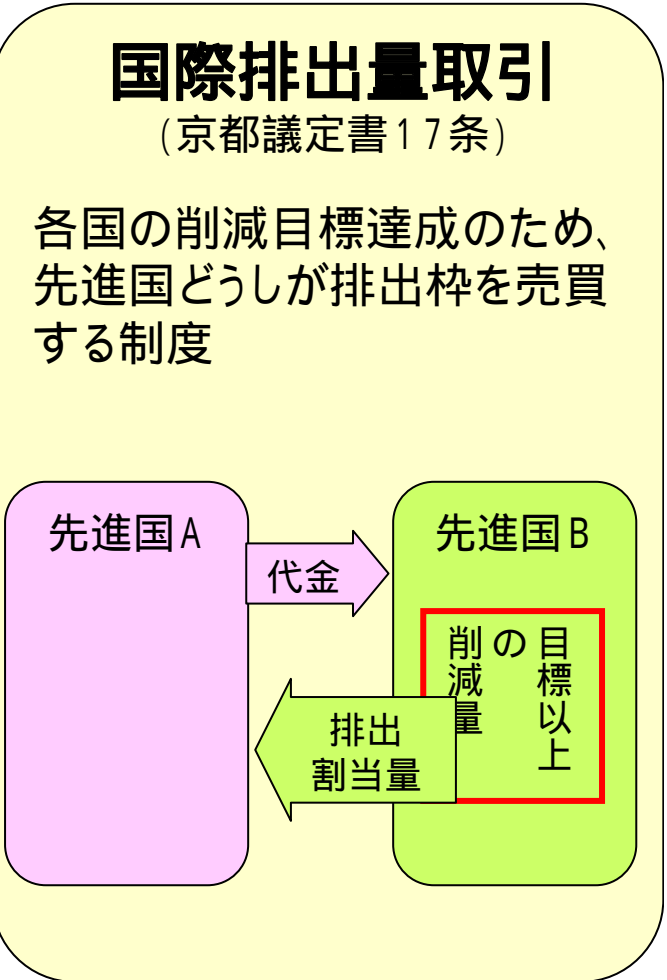 国際排出量取引
(京都議定書17条)
各国の削減目標達成のため、
先進国どうしが排出枠を売買
する制度
先進国A
代金
先進国B
目標以上
の
削減量
排出
割当量